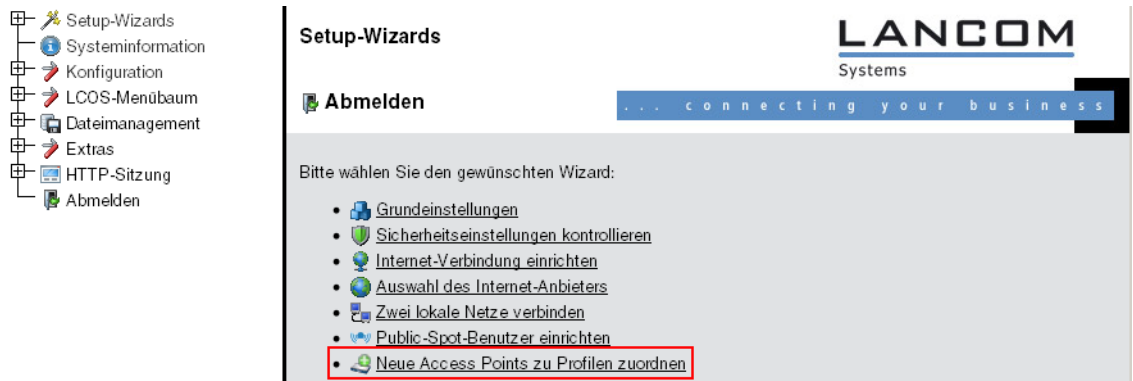 Setup-Wizards
Systeminformation
Konfiguration
LCOS-Menübaum
Dateimanagement
Extras
HTTP-Sitzung
Abmelden
Setup-Wizards
LANCOM
Systems
Abmelden
... connecting your business
Bitte wählen Sie den gewünschten Wizard:
Grundeinstellungen
Sicherheitseinstellungen kontrollieren
Internet-Verbindung einrichten
Auswahl des Internet-Anbieters
Zwei lokale Netze verbinden
Public-Spot-Benutzer einrichten
Neue Access Points zu Profilen zuordnen